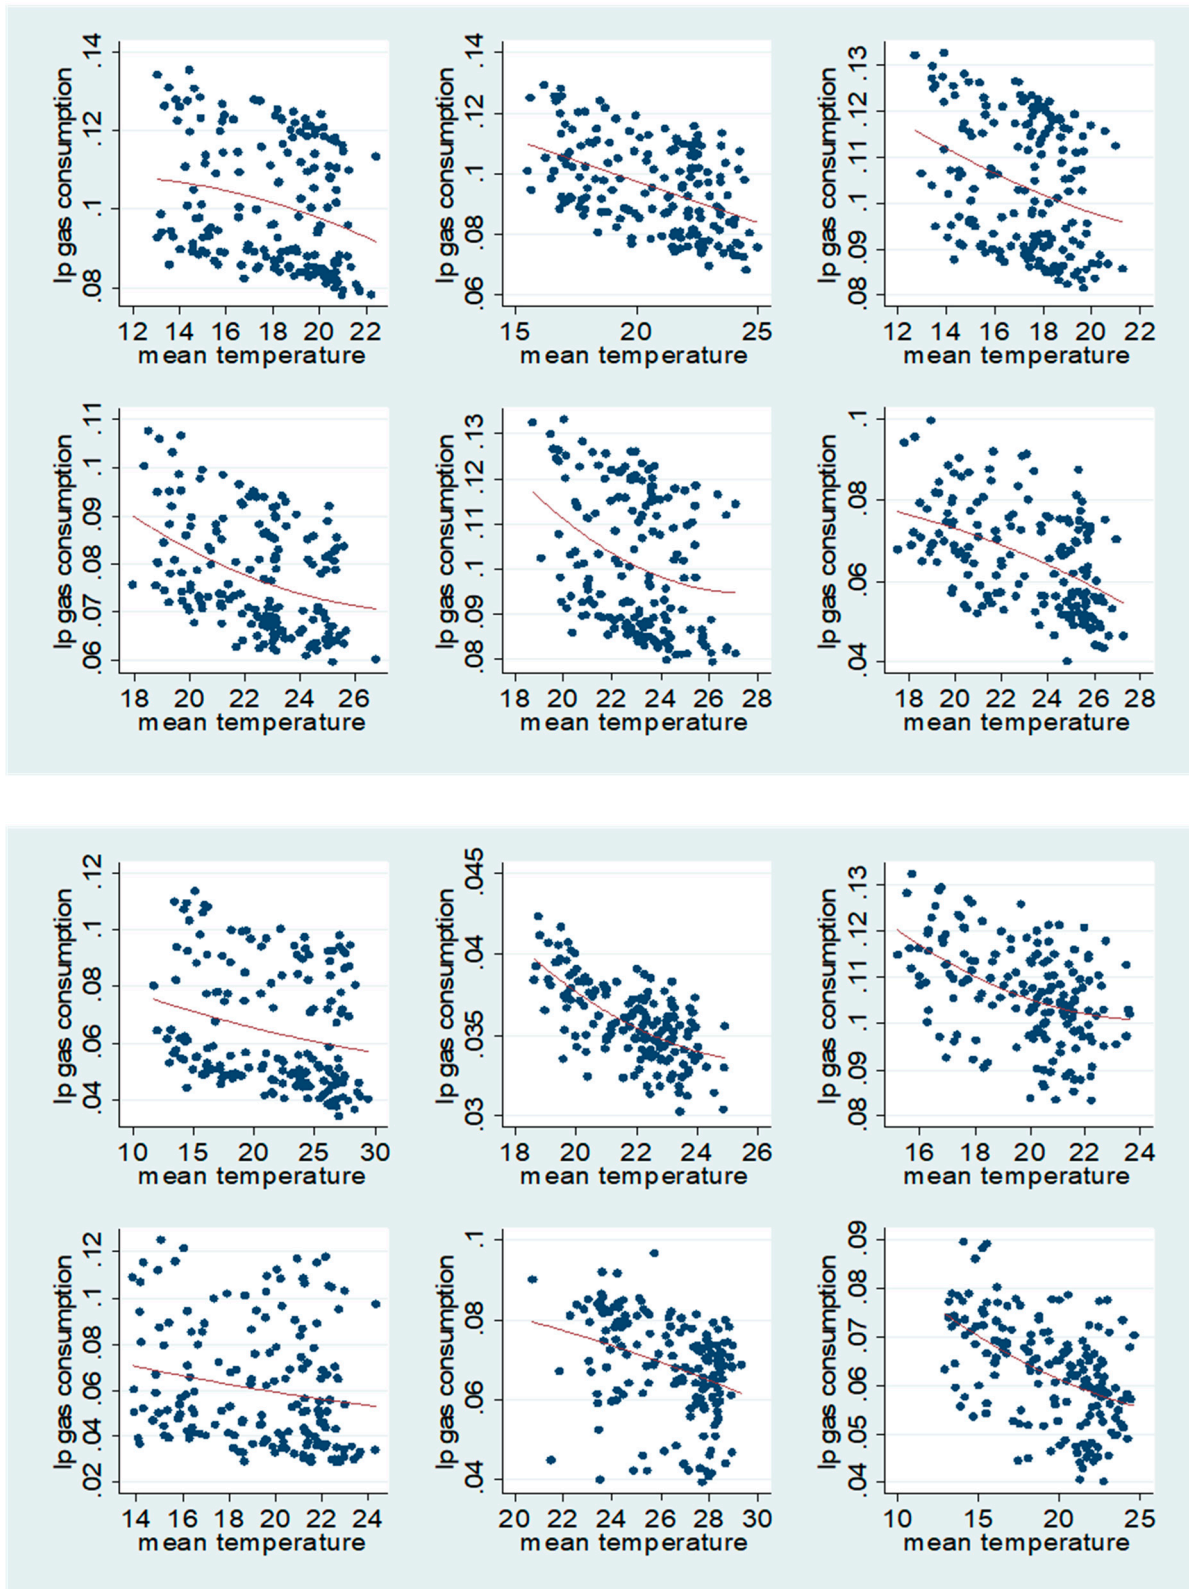 lp gas consumption
.08 .1 .12 .14
12 14 16 18 20 22
mean temperature
lp gas consumption
.06 .08 .1 .12 .14
15 20 25
mean temperature
lp gas consumption
.08 .09 .1 .11 .12 .13
12 14 16 18 20 22
mean temperature
lp gas consumption
.06 .07 .08 .09 .1 .11
18 20 22 24 26
mean temperature
lp gas consumption
.08 .09 .1 .11 .12 .13
18 20 22 24 26 28
mean temperature
lp gas consumption
.04 .06 .08 .1
18 20 22 24 26 28
mean temperature
lp gas consumption
.04 .06 .08 .1 .12
10 15 20 25 30
mean temperature
lp gas consumption
.03 .035 .04 .045
18 20 22 24 26
mean temperature
lp gas consumption
.08 .09 .1 .11 .12 .13
16 18 20 22 24
mean temperature
lp gas consumption
.02 .04 .06 .08 .1 .12
14 16 18 20 22 24
mean temperature
lp gas consumption
.04 .06 .08 .1
20 22 24 26 28 30
mean temperature
lp gas consumption
.04 .05 .06 .07 .08 .09
10 15 20 25
mean temperature